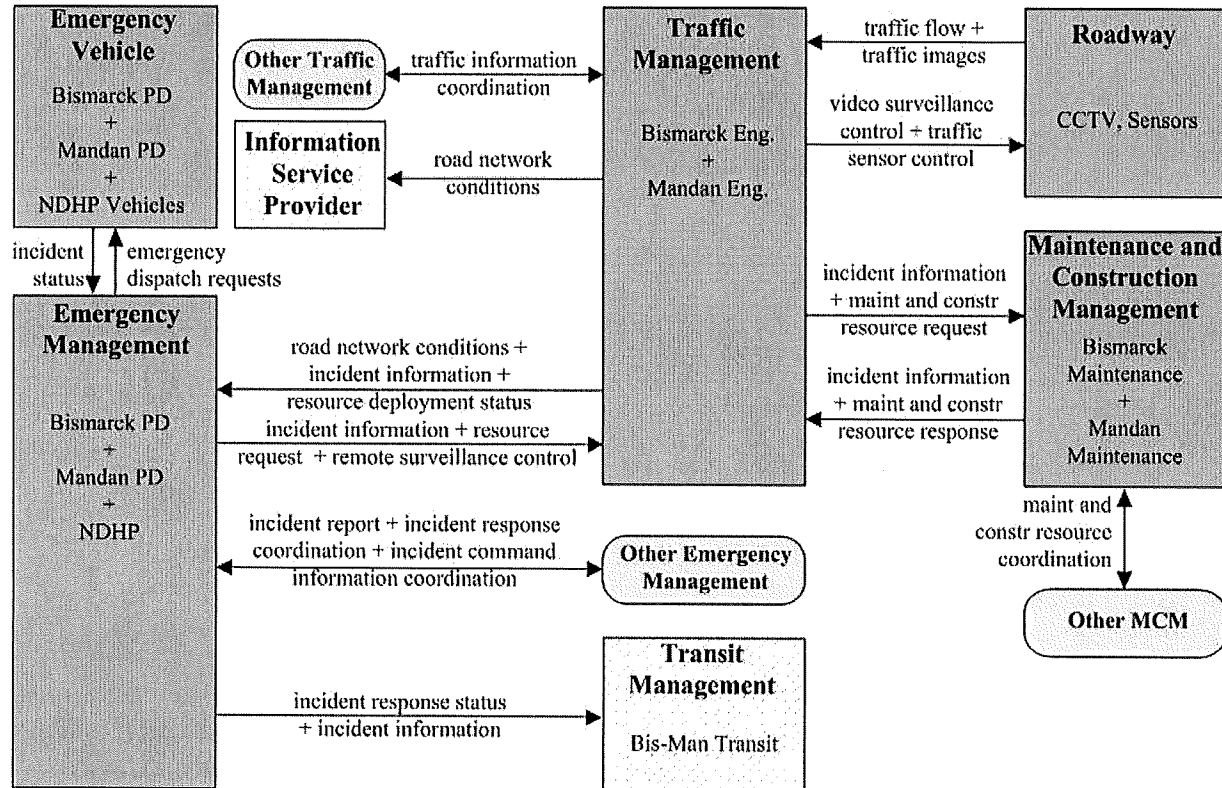 Emergency
Vehicle
Bismarck PD
+
Mandan PD
+
NDHP Vehicles
incident
status
emergency
dispatch requests
Emergency
Management
Bismarck PD
+
Mandan PD
+
NDHP
Other Traffic
Management
traffic information
coordination
Information
Service
Provider
road network
conditions
Traffic
Management
Bismarck Eng.
+
Mandan Eng.
traffic flow +
traffic images
video surveillance
control + traffic
sensor control
Roadway
CCTV, Sensors
incident information
+ maint and constr
resource request
incident information
+ maint and constr
resource response
Maintenance and
Construction
Management
Bismarck
Maintenance
+
Mandan
Maintenance
maint and
constr resource
coordination
Other MCM
road network conditions +
incident information +
resource deployment status
incident information + resource
request + remote surveillance control
incident report + incident response
coordination + incident command
information coordination
Other Emergency
Management
incident response status
+ incident information
Transit
Management
Bis-Man Transit